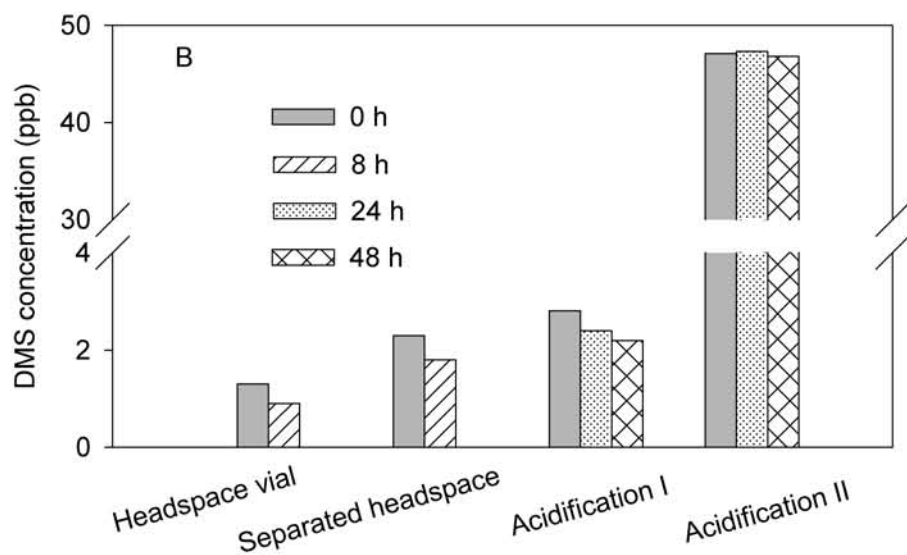 B
DMS concentration (ppb)
50
40
30
4
2
0
0 h
8 h
24 h
48 h
Headspace vial
Separated headspace
Acidification I
Acidification II